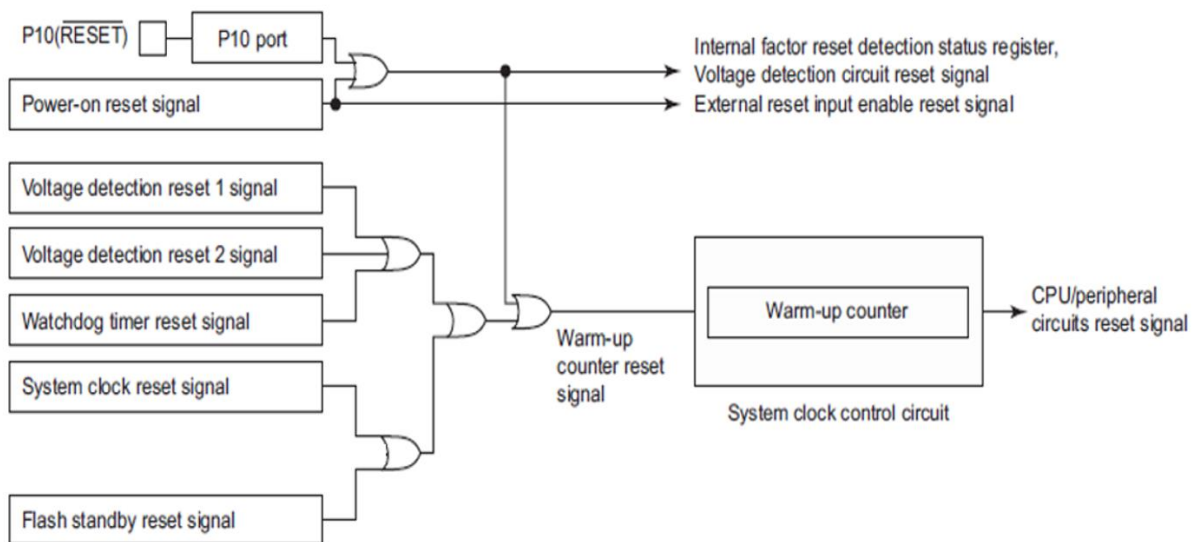 P10(RESET)
P10 port
Internal factor reset detection status register,
Voltage detection circuit reset signal
Power-on reset signal
External reset input enable reset signal
Voltage detection reset 1 signal
Voltage detection reset 2 signal
Watchdog timer reset signal
System clock reset signal
Flash standby reset signal
Warm-up
counter reset
signal
Warm-up counter
System clock control circuit
CPU/peripheral
circuits reset signal